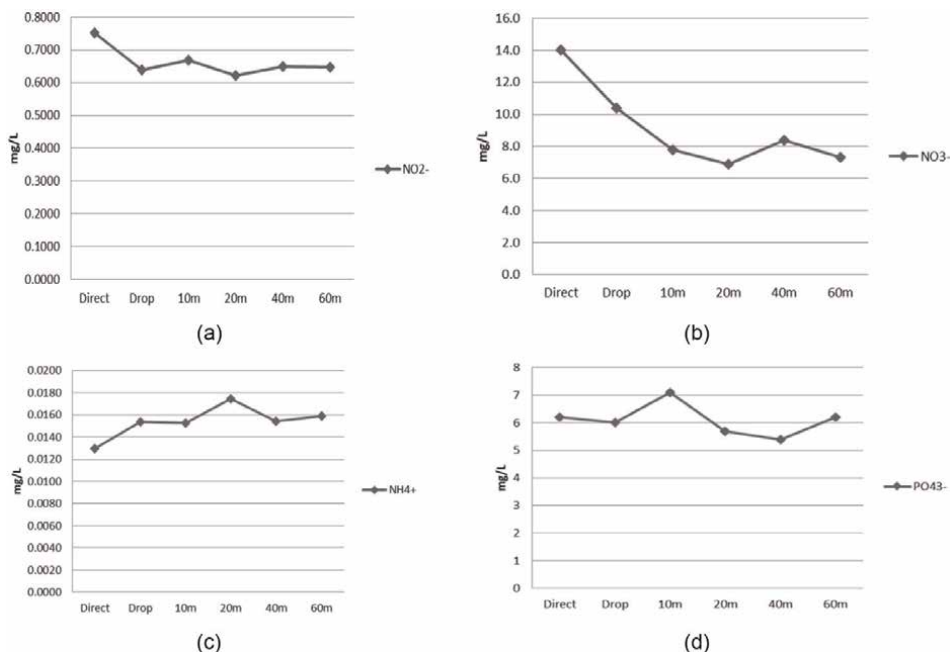 0.8000
0.7000
0.6000
0.5000
0.4000
0.3000
0.2000
0.1000
0.0000
mg/L
Direct Drop 10m 20m 40m 60m
NO2-
(a)
16.0
14.0
12.0
10.0
8.0
6.0
4.0
2.0
0.0
mg/L
Direct Drop 10m 20m 40m 60m
NO3-
(b)
0.0200
0.0180
0.0160
0.0140
0.0120
0.0100
0.0080
0.0060
0.0040
0.0020
0.0000
mg/L
Direct Drop 10m 20m 40m 60m
NH4+
(c)
8
7
6
5
4
3
2
1
0
mg/L
Direct Drop 10m 20m 40m 60m
PO43-
(d)